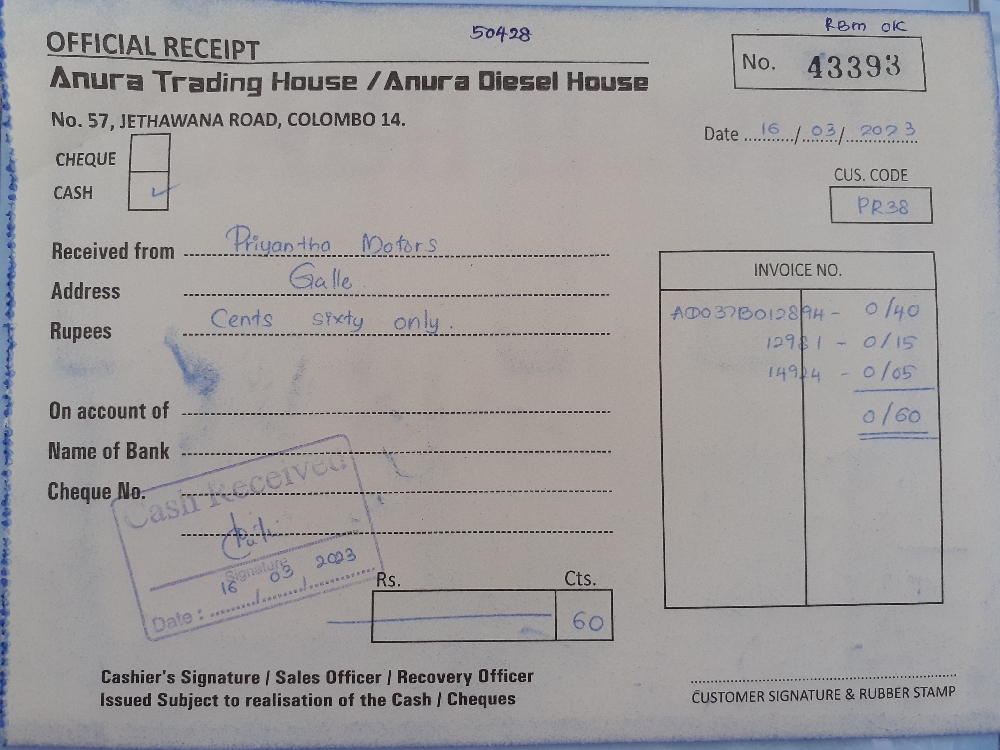 50428
RBm OK
OFFICIAL RECEIPT
No. 43393
Anura Trading House / Anura Diesel House
No. 57, JETHAWANA ROAD, COLOMBO 14.
Date 16 / 03 / 2023
CHEQUE
CASH ✓
CUS. CODE
PR38
Received from Priyantha Motors
Address Galle
Rupees Cents sixty only.
On account of
Name of Bank
Cheque No.
INVOICE NO.
AD037B012894 - 0/40
12981 - 0/15
14924 - 0/05
0/60
Cash Received
Signature
Date : 16 / 03 / 2023
Rs. Cts.
60
Cashier's Signature / Sales Officer / Recovery Officer
Issued Subject to realisation of the Cash / Cheques
CUSTOMER SIGNATURE & RUBBER STAMP